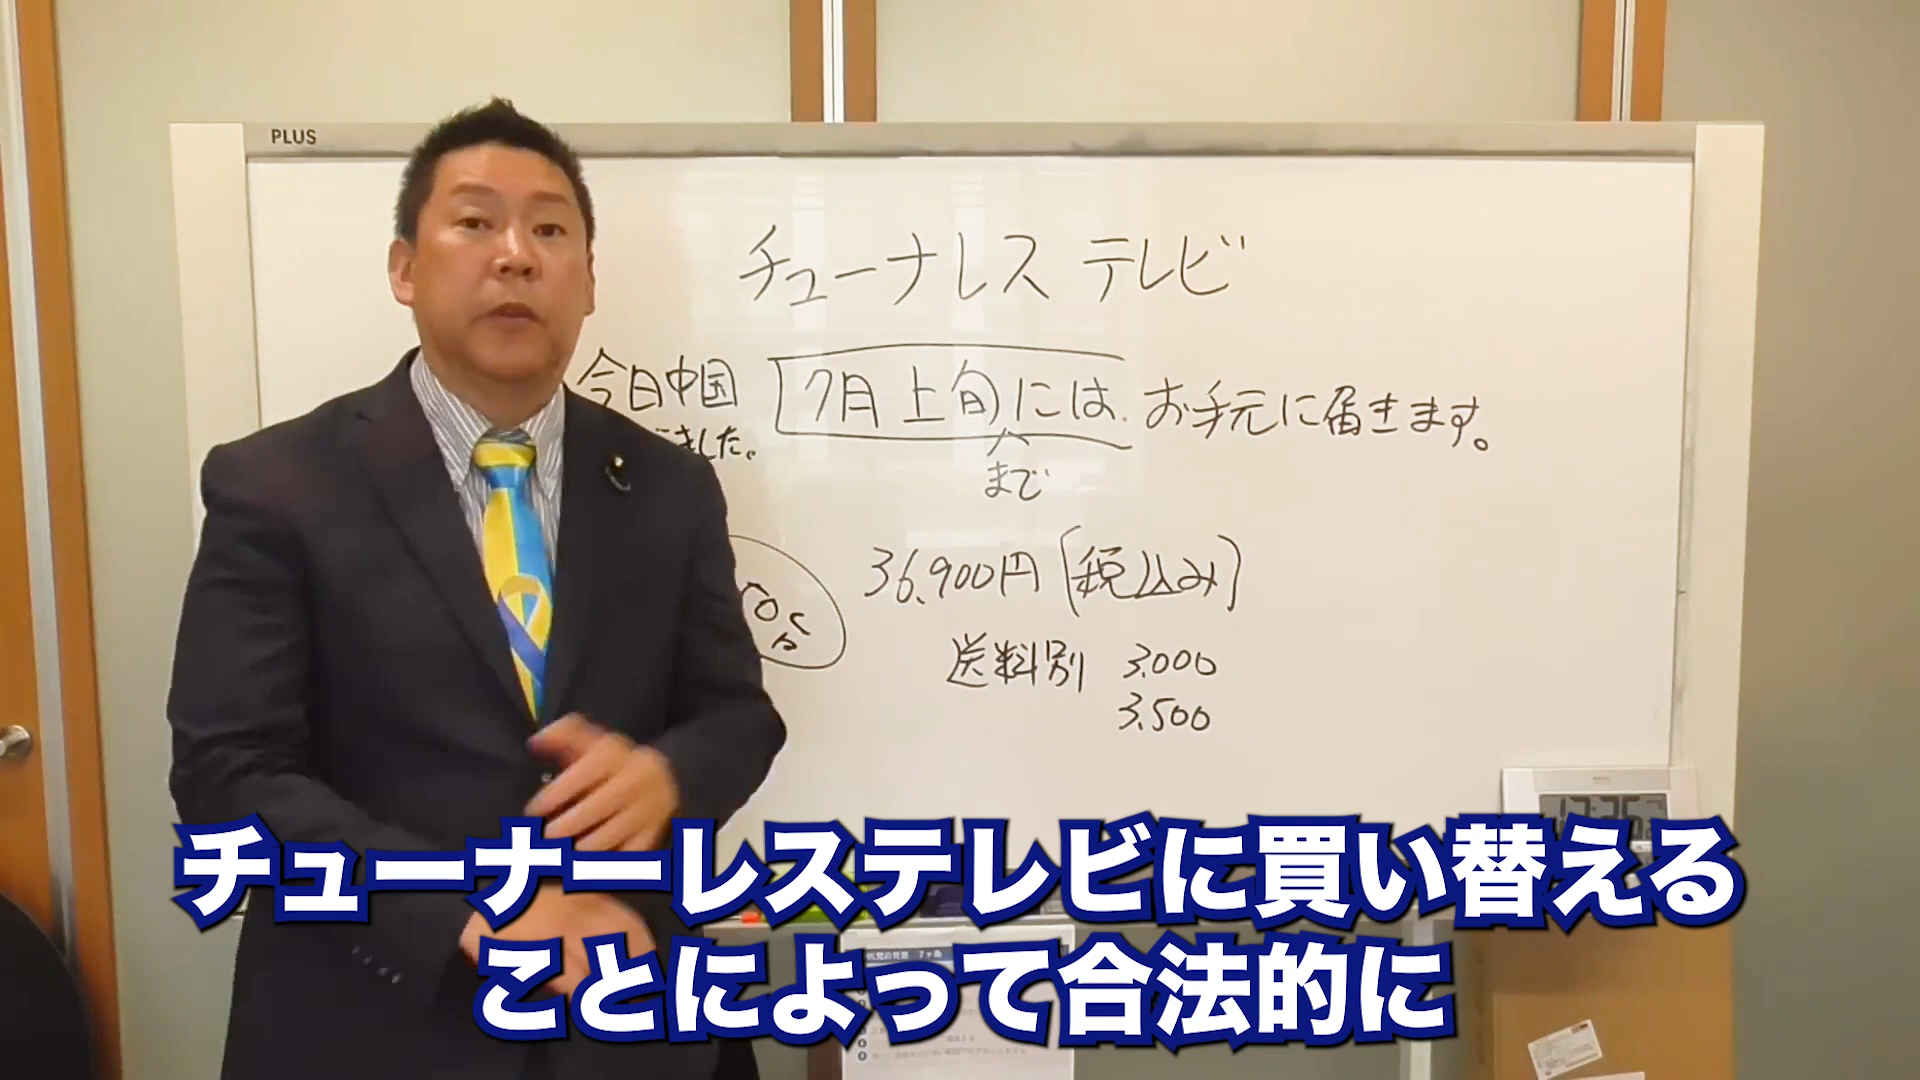 PLUS
チューナレス テレビ
今日中国 7月上旬には お手元に届きます。
ました。
まで
36,900円(税込み)
送料別 3,000
3,500
チューナーレステレビに買い替える
ことによって合法的に